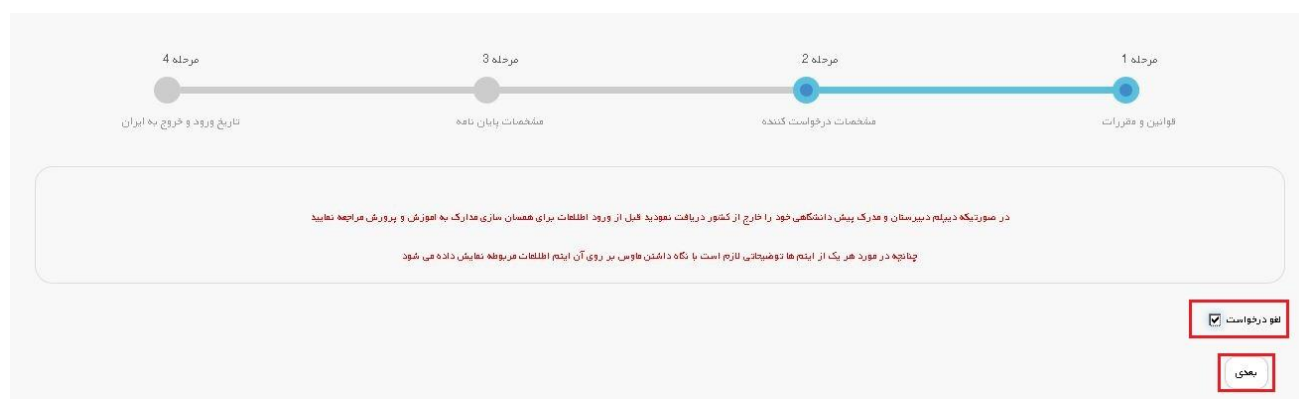 مرحله 1
مرحله 2
مرحله 3
مرحله 4
قوانین و مقررات
مشخصات درخواست کننده
مشخصات پایان نامه
تاریخ ورود و خروج به ایران
در صورتیکه دیپلم دبیرستان و مدرک پیش دانشگاهی خود را خارج از کشور دریافت نمودید قبل از ورود اطلاعات برای همسان سازی مدارک به اموزش و پرورش مراجعه نمایید
چنانچه در مورد هر یک از ایتم ها توضیحاتی لازم است با نگاه داشتن ماوس بر روی آن ایتم اطلاعات مربوطه نمایش داده می شود
لغو درخواست
بعدی